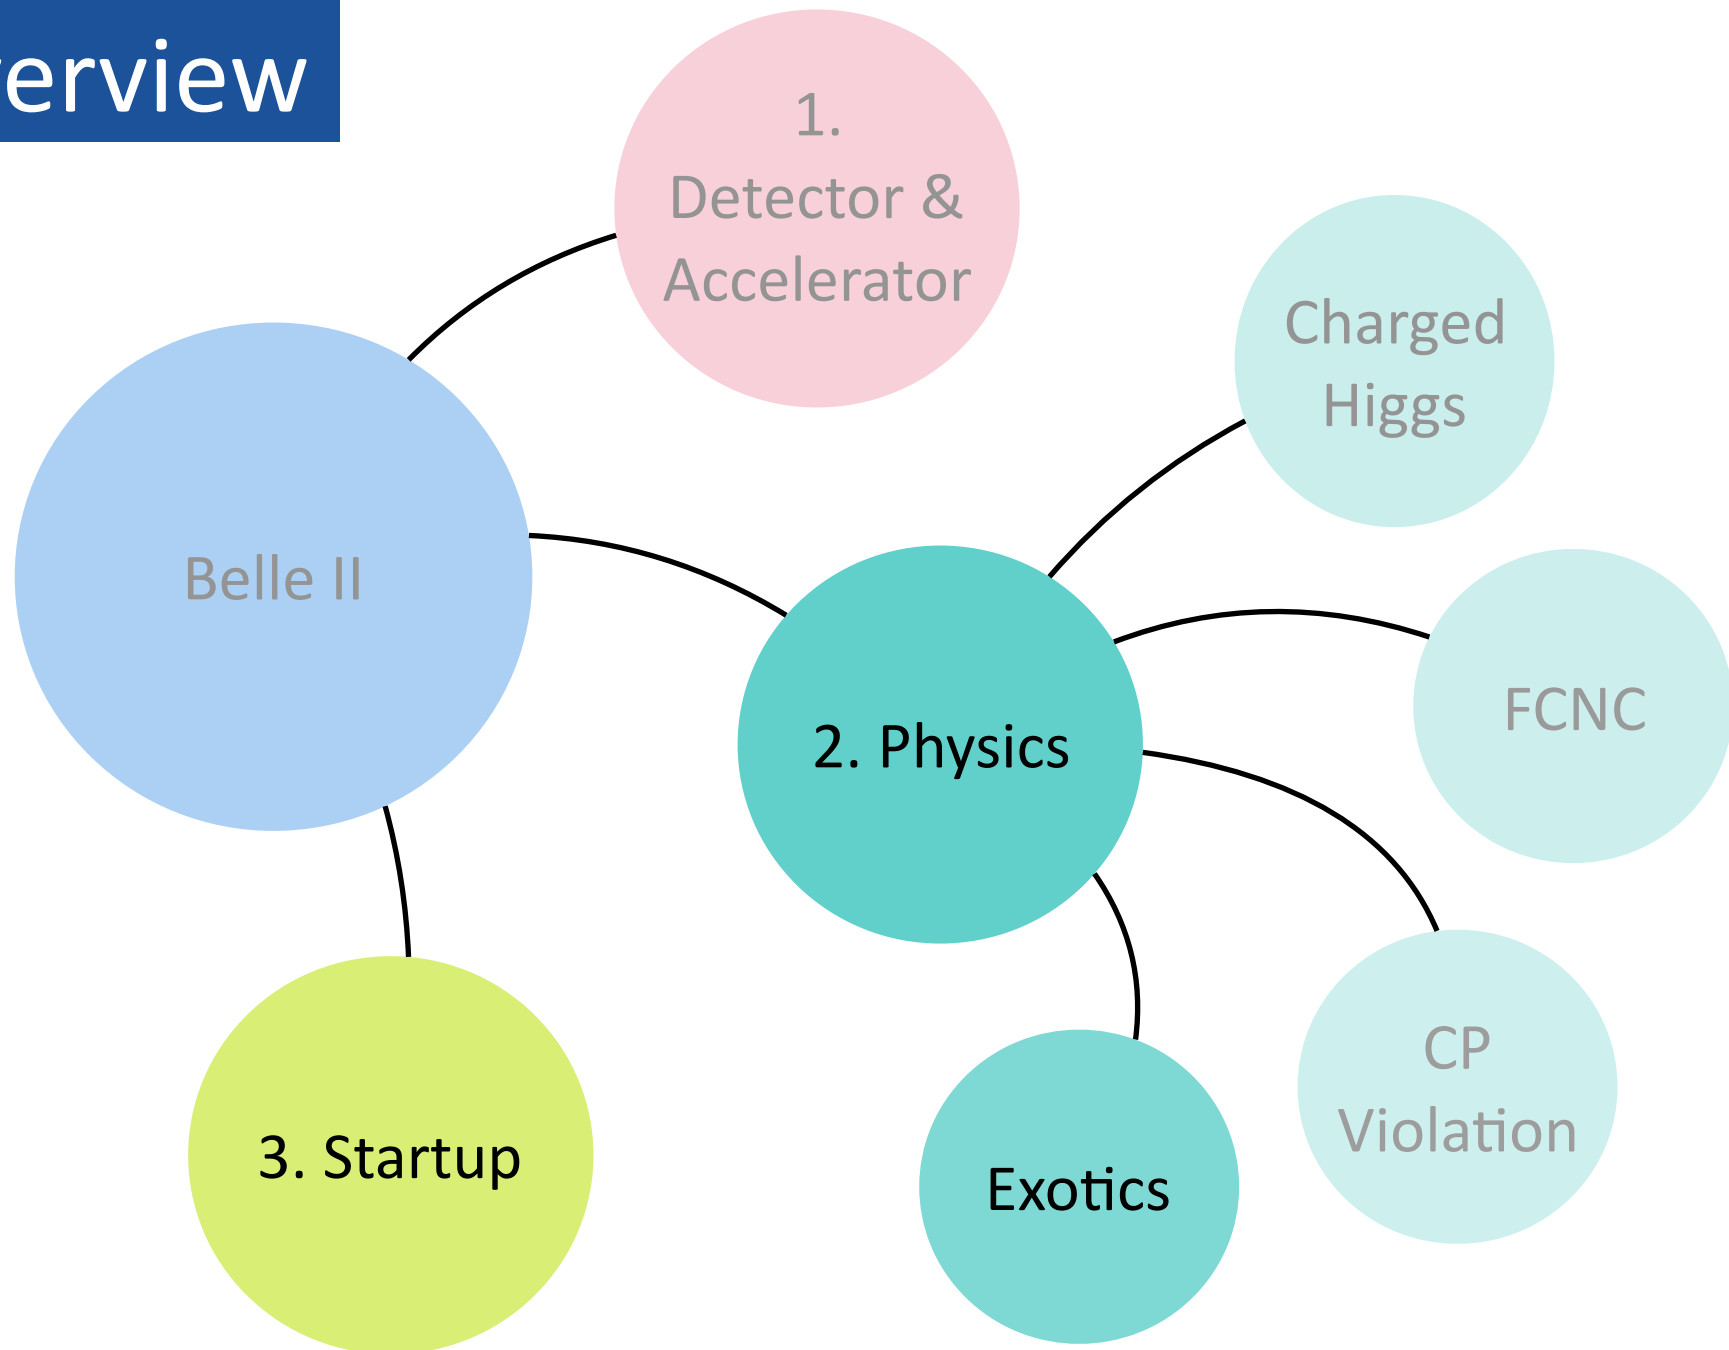 erview
1.
Detector &
Accelerator
Charged
Higgs
Belle II
FCNC
2. Physics
CP
Violation
3. Startup
Exotics